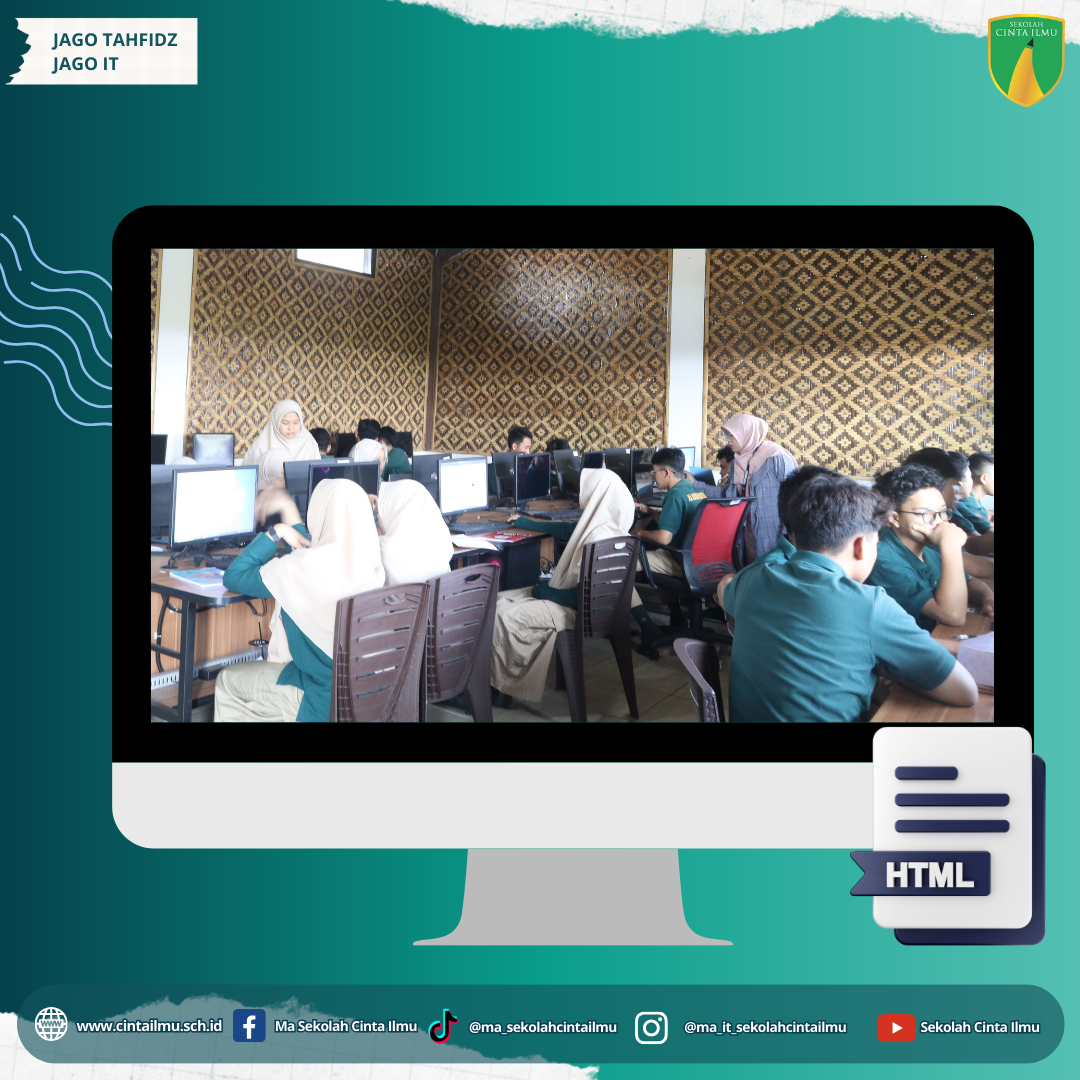 JAGO TAHFIDZ
JAGO IT
SEKOLAH
CINTA ILMU
HTML
WWW
www.cintailmu.sch.id
Ma Sekolah Cinta Ilmu
@ma_sekolahcintailmu
@ma_it_sekolahcintailmu
Sekolah Cinta Ilmu